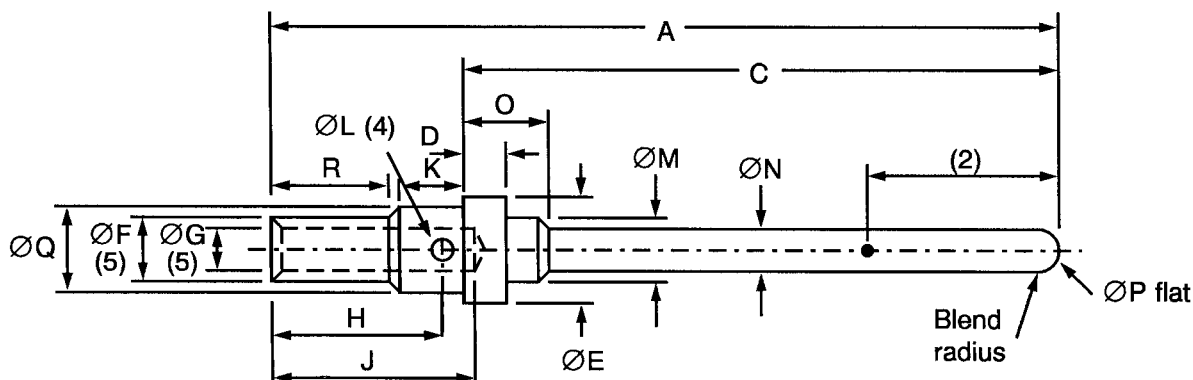 A
C
O
ØL (4)
D
ØM
ØN
(2)
R
K
ØQ
ØF
(5)
ØG
(5)
ØP flat
H
Blend
radius
J
ØE